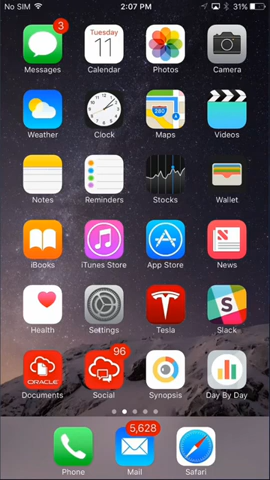 No SIM 2:07 PM 31%
3
Tuesday
11
Messages Calendar Photos Camera
280
Weather Clock Maps Videos
Notes Reminders Stocks Wallet
iBooks iTunes Store App Store News
Health Settings Tesla Slack
96
ORACLE
Documents Social Synopsis Day By Day
5,628
Phone Mail Safari